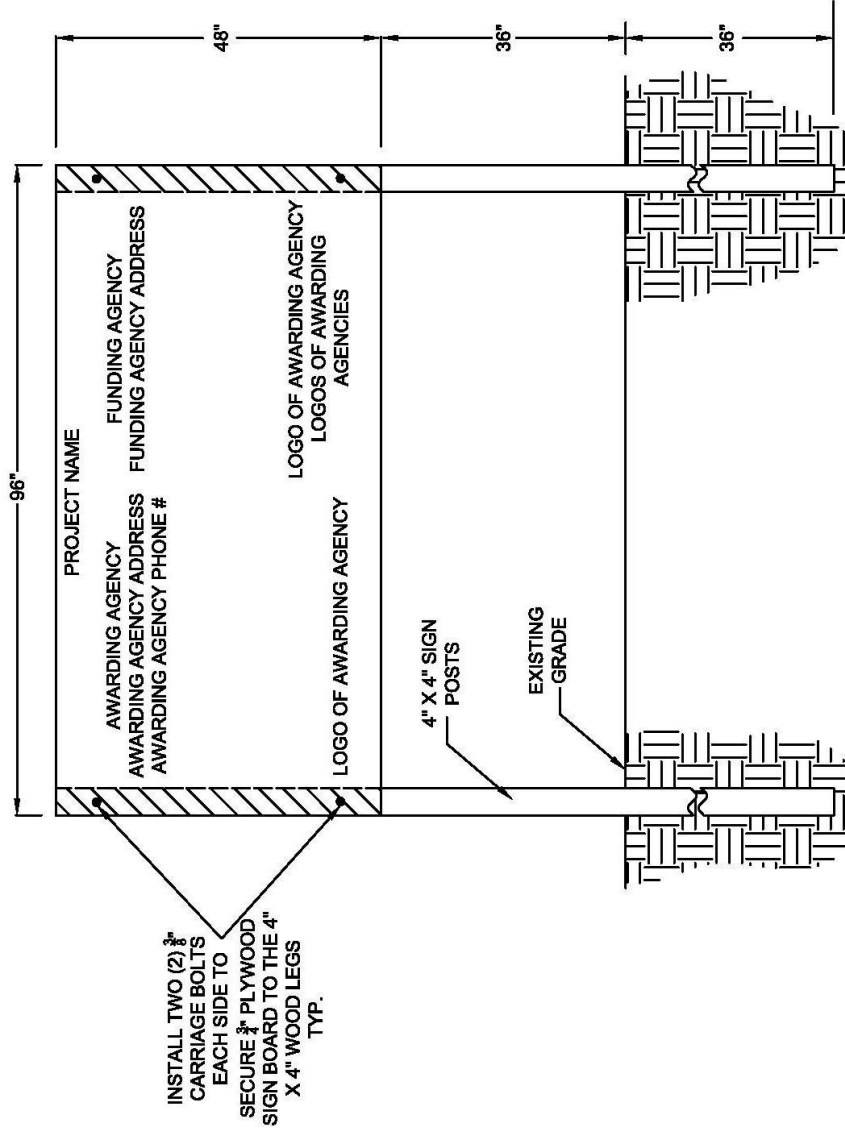 96"
48"
36"
36"
PROJECT NAME
AWARDING AGENCY
AWARDING AGENCY ADDRESS
AWARDING AGENCY PHONE #
FUNDING AGENCY
FUNDING AGENCY ADDRESS
LOGO OF AWARDING AGENCY
LOGO OF AWARDING AGENCY
LOGOS OF AWARDING
AGENCIES
INSTALL TWO (2) 3/8"
CARRIAGE BOLTS
EACH SIDE TO
SECURE 3/4" PLYWOOD
SIGN BOARD TO THE 4"
X 4" WOOD LEGS
TYP.
4" X 4" SIGN
POSTS
EXISTING
GRADE